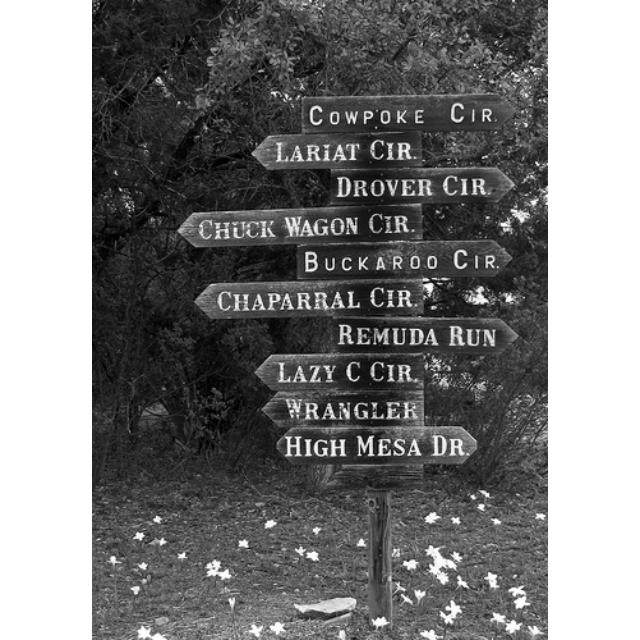 COWPOKE CIR.
LARIAT CIR.
DROVER CIR.
CHUCK WAGON CIR.
BUCKAROO CIR.
CHAPARRAL CIR.
REMUDA RUN
LAZY C CIR.
WRANGLER
HIGH MESA DR.